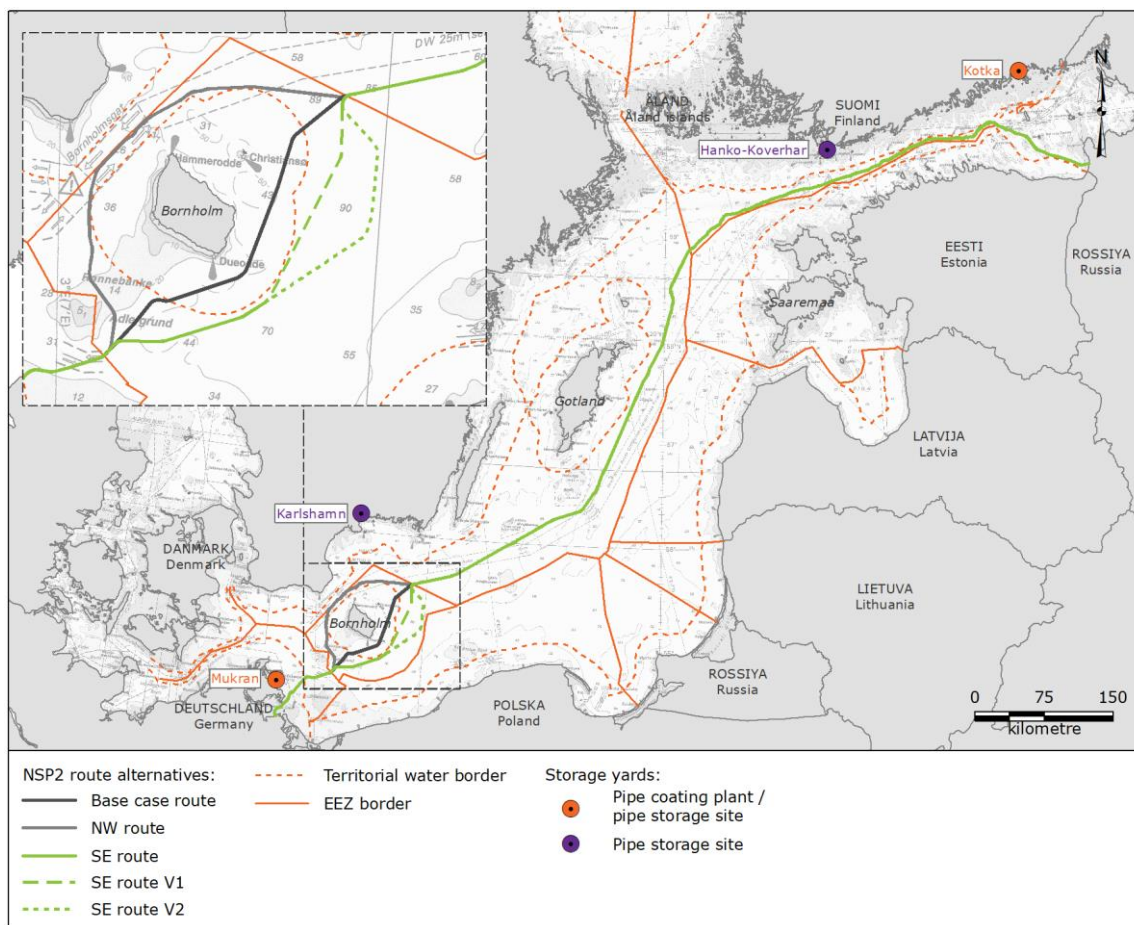 DW 25m
58
85
60
89
58
Bornholmsgat
31
Hammerodde
Christiansø
43
36
90
Bornholm
Dueodde
Rønnebanke
14
28
Adlergrund
44
70
35
31
55
12
34
27
ÅLAND
Åland islands
SUOMI
Finland
Kotka
N
Hanko-Koverhar
EESTI
Estonia
ROSSIYA
Russia
Saaremaa
Gotland
LATVIJA
Latvia
Karlshamn
DANMARK
Denmark
LIETUVA
Lithuania
Bornholm
Mukran
ROSSIYA
Russia
DEUTSCHLAND
Germany
POLSKA
Poland
0 75 150
kilometre
NSP2 route alternatives:
Base case route
NW route
SE route
SE route V1
SE route V2
Territorial water border
EEZ border
Storage yards:
Pipe coating plant /
pipe storage site
Pipe storage site